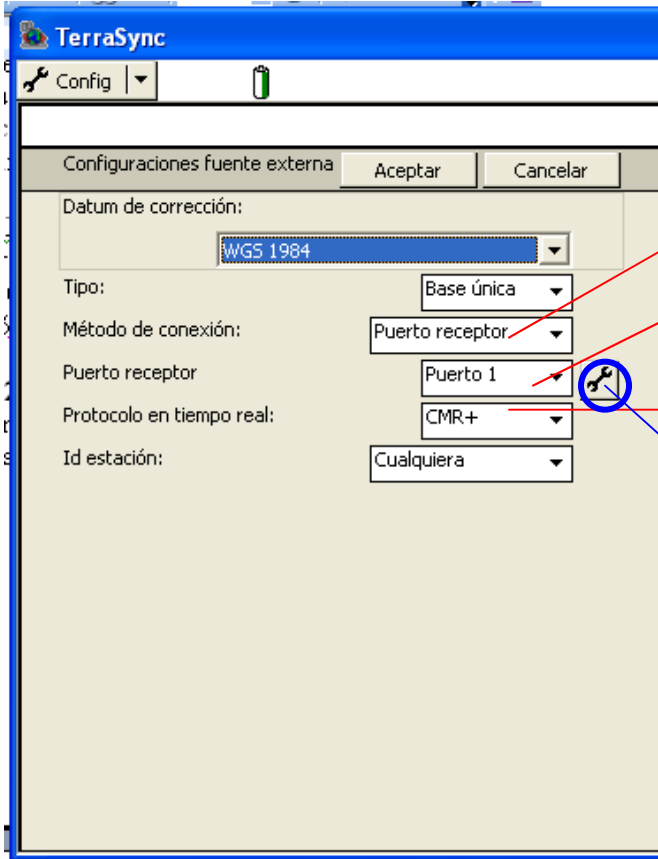 TerraSync
Config
Configuraciones fuente externa Aceptar Cancelar
Datum de corrección:
WGS 1984
Tipo: Base única
Método de conexión: Puerto receptor
Puerto receptor Puerto 1
Protocolo en tiempo real: CMR+
Id estación: Cualquiera